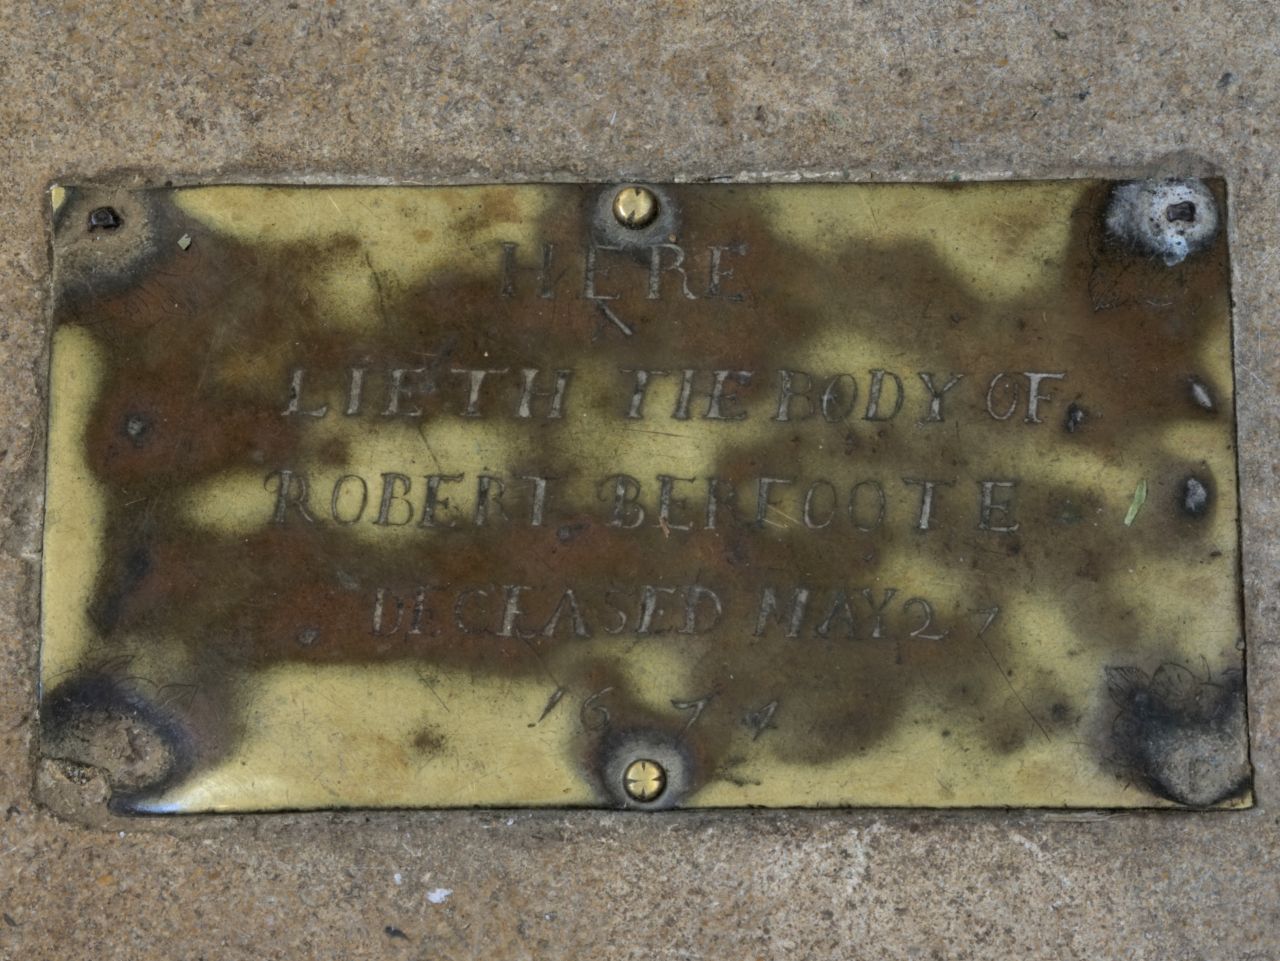 HERE
LIETH THE BODY OF
ROBERT BERFOOTE
DECEASED MAY 27
1674